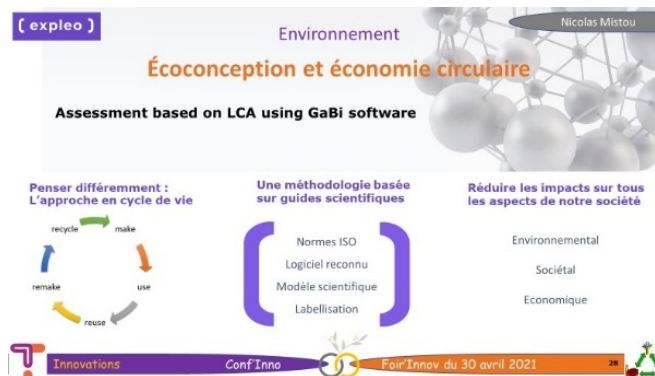 ( expleo )
Nicolas Mistou
Environnement
Écoconception et économie circulaire
Assessment based on LCA using GaBi software
Penser différemment :
L'approche en cycle de vie
recycle
make
remake
use
reuse
Une méthodologie basée
sur guides scientifiques
Normes ISO
Logiciel reconnu
Modèle scientifique
Labellisation
Réduire les impacts sur tous
les aspects de notre société
Environnemental
Sociétal
Economique
Innovations
Conf'Inno
Foir'Innov du 30 avril 2021
28